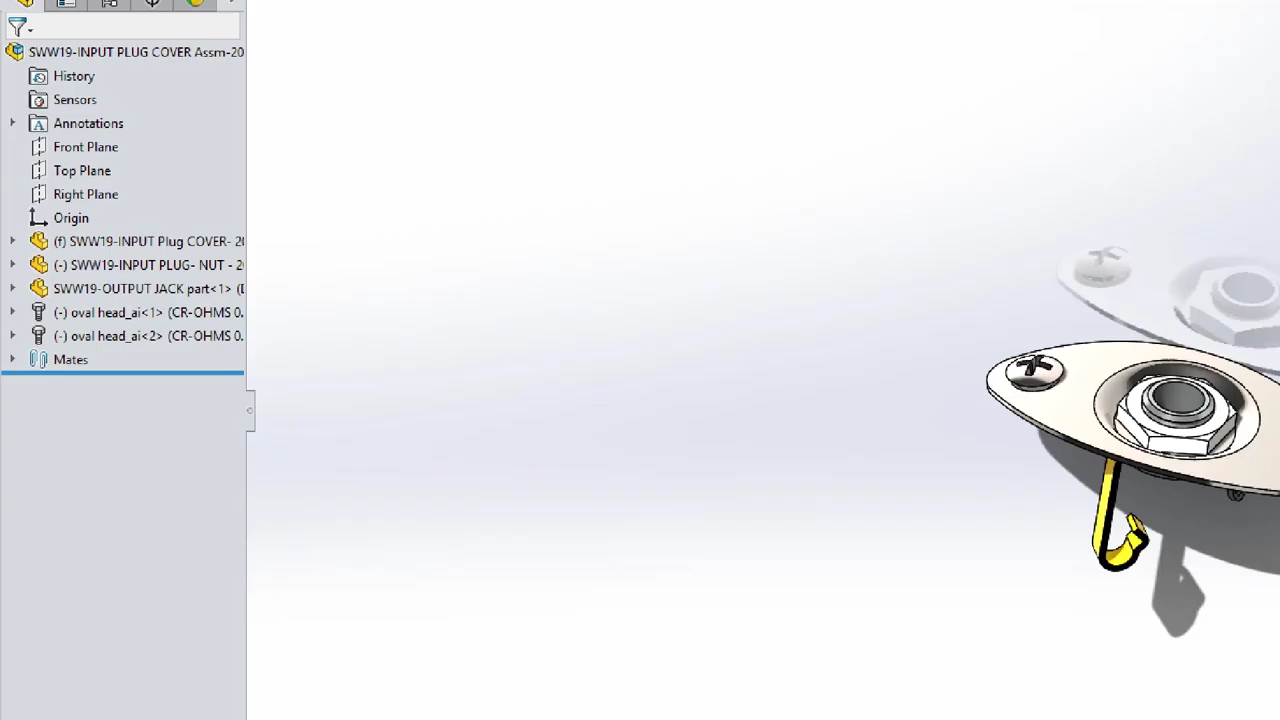 SWW19-INPUT PLUG COVER Assm-20
History
Sensors
Annotations
Front Plane
Top Plane
Right Plane
Origin
(f) SWW19-INPUT Plug COVER- 20
(-) SWW19-INPUT PLUG- NUT - 2
SWW19-OUTPUT JACK part<1> (
(-) oval head_ai<1> (CR-OHMS 0.
(-) oval head_ai<2> (CR-OHMS 0.
Mates